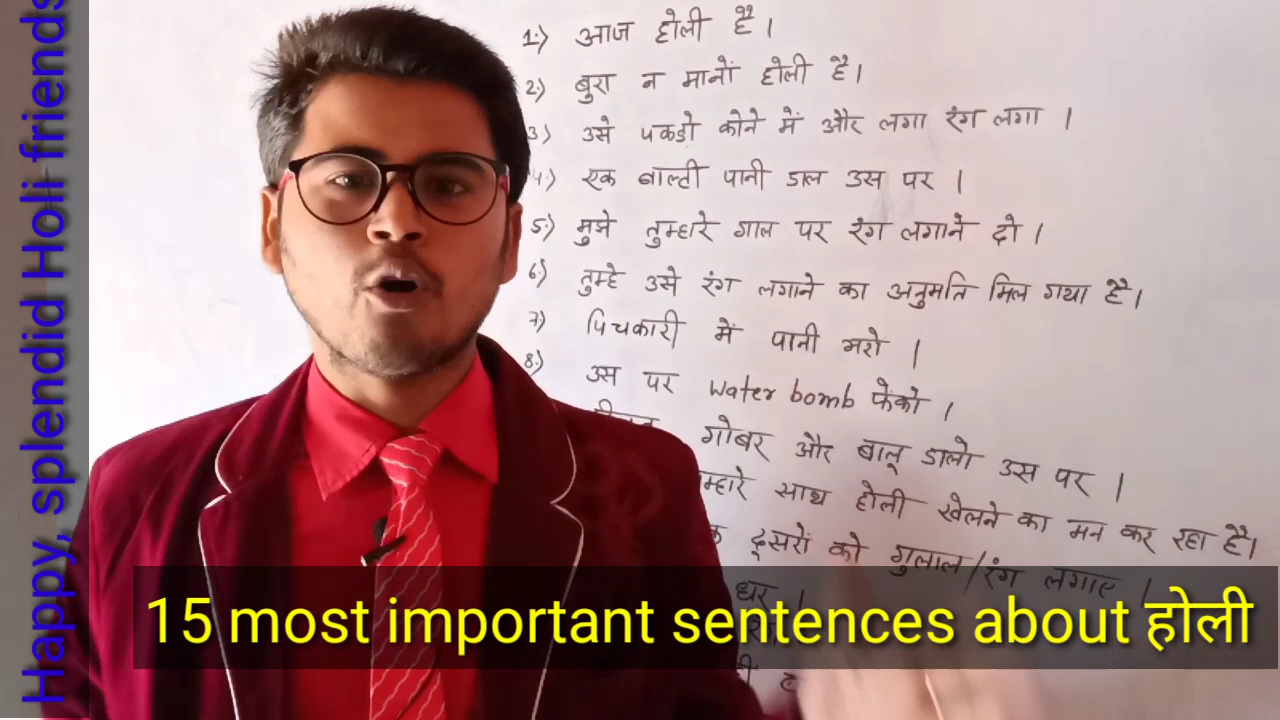 Happy, splendid Holi friends
1:) आज होली है।
2:) बुरा न मानों होली है।
3) उसे पकड़ो कोने में और लगा रंग लगा ।
4:) एक बाल्टी पानी डाल उस पर ।
5:) मुझे तुम्हारे गाल पर रंग लगाने दो ।
6:) तुम्हे उसे रंग लगाने का अनुमति मिल गया है।
7) पिचकारी में पानी भरो ।
8:) उस पर water bomb फेंको ।
गोबर और बालू डालो उस पर ।
म्हारे साथ होली खेलने का मन कर रहा है।
दूसरों को गुलाल/रंग लगाए ।
धर ।
15 most important sentences about होली